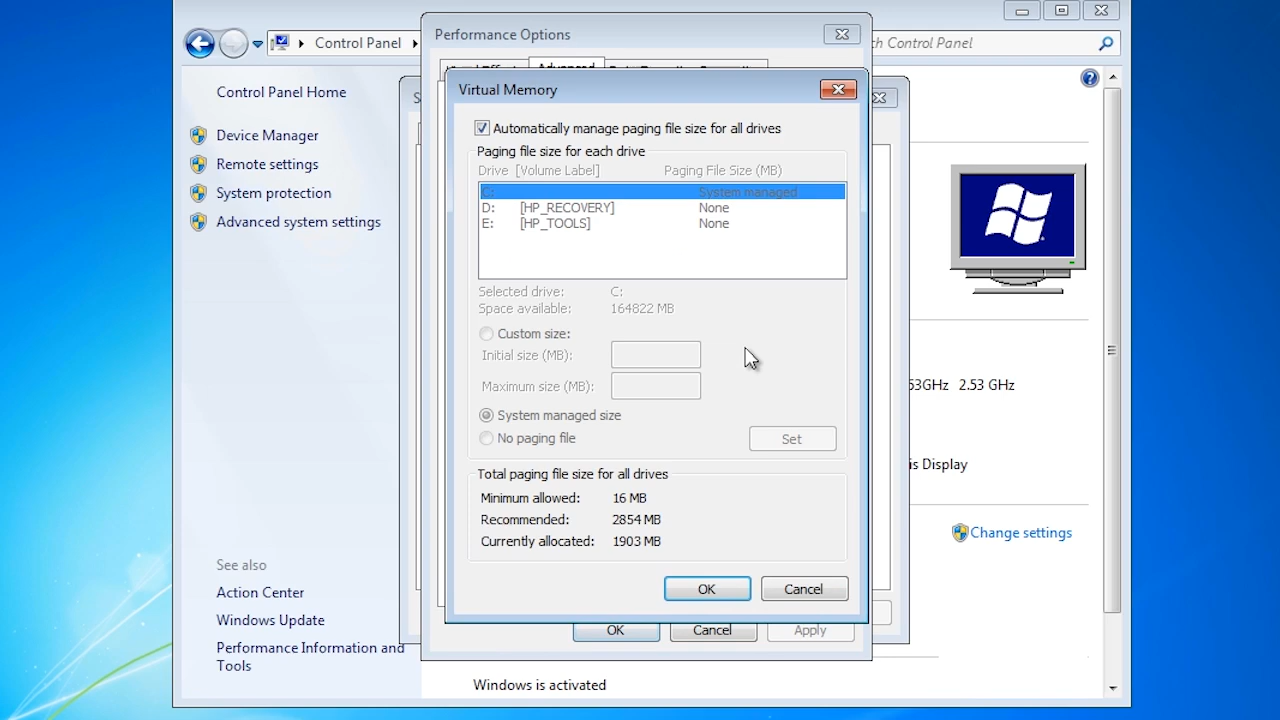 Performance Options
Control Panel
Control Panel
Control Panel Home
Device Manager
Remote settings
System protection
Advanced system settings
Advanced
Virtual Memory
Automatically manage paging file size for all drives
Paging file size for each drive
Drive [Volume Label] Paging File Size (MB)
C: System managed
D: [HP_RECOVERY] None
E: [HP_TOOLS] None
Selected drive: C:
Space available: 164822 MB
Custom size:
Initial size (MB):
Maximum size (MB):
System managed size
No paging file
Set
Total paging file size for all drives
Minimum allowed: 16 MB
Recommended: 2854 MB
Currently allocated: 1903 MB
OK Cancel
OK Cancel Apply
53GHz 2.53 GHz
is Display
Change settings
See also
Action Center
Windows Update
Performance Information and
Tools
Windows is activated